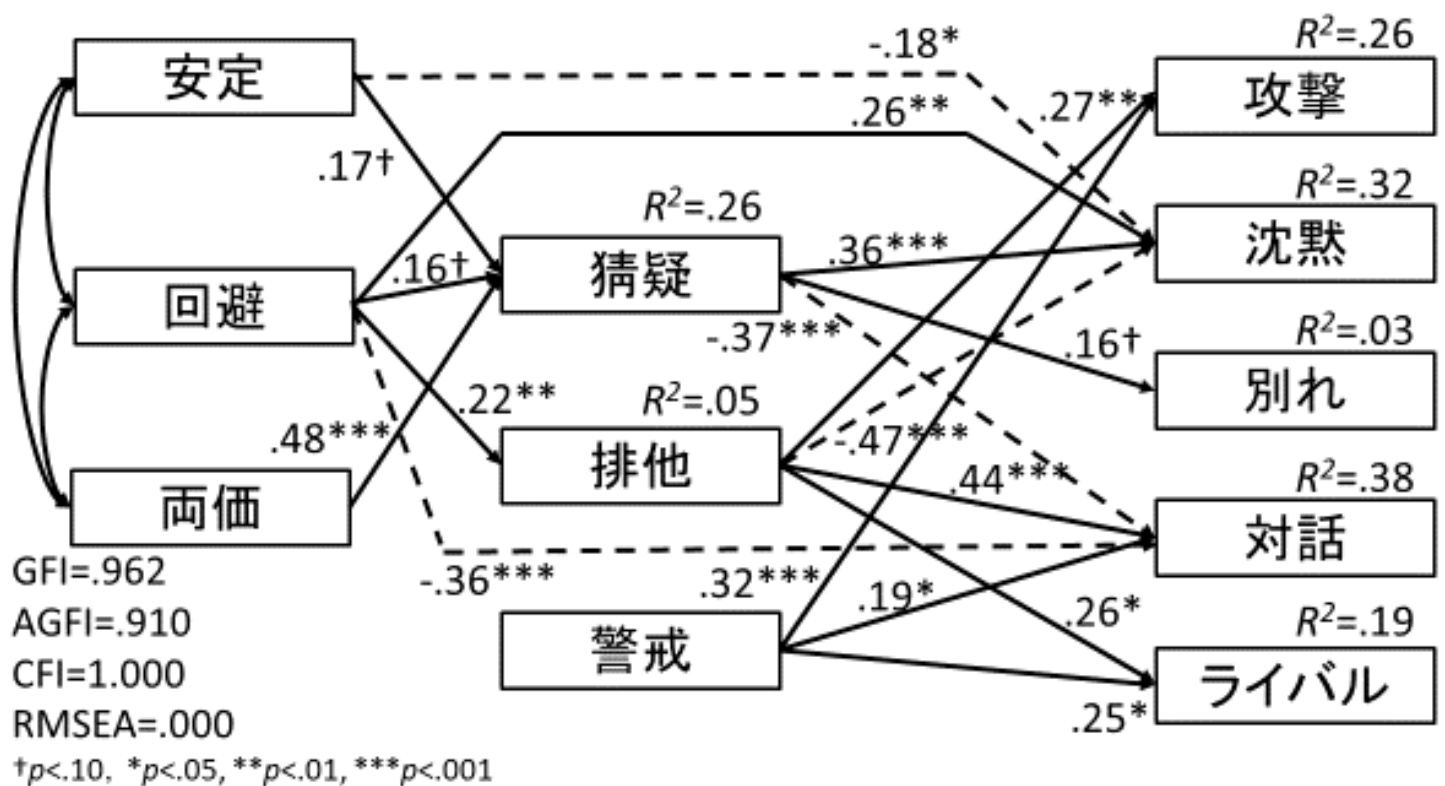 安定
回避
両価
GFI=.962
AGFI=.910
CFI=1.000
RMSEA=.000
†p<.10, *p<.05, **p<.01, ***p<.001
.17†
.16†
.48***
.22**
-.36***
R²=.26
猜疑
R²=.05
排他
警戒
-.18*
.26**
.27**
.36***
-.37***
.16†
-.47***
.44***
.32***
.19*
.26*
.25*
R²=.26
攻撃
R²=.32
沈黙
R²=.03
別れ
R²=.38
対話
R²=.19
ライバル